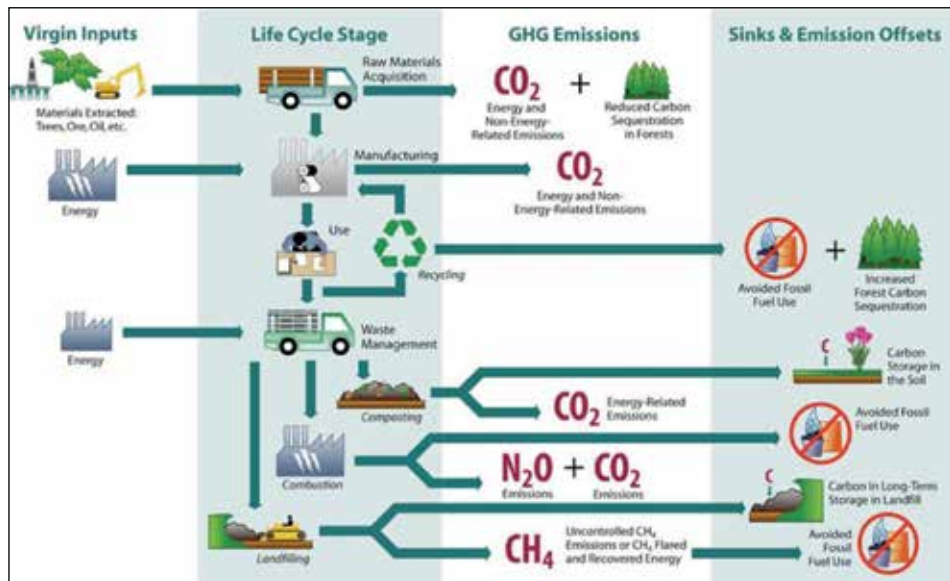 Virgin Inputs
Life Cycle Stage
GHG Emissions
Sinks & Emission Offsets
Materials Extracted:
Trees, Ore, Oil, etc.
Raw Materials
Acquisition
CO2
Energy and
Non-Energy-
Related Emissions
+
Reduced Carbon
Sequestration
in Forests
Energy
Manufacturing
CO2
Energy and Non-
Energy-Related Emissions
Use
Recycling
Avoided Fossil
Fuel Use
+
Increased
Forest Carbon
Sequestration
Energy
Waste
Management
Composting
CO2
Energy-Related
Emissions
C
Carbon
Storage in
the Soil
Combustion
N2O + CO2
Emissions
Emissions
Avoided Fossil
Fuel Use
Landfilling
C
Carbon in Long-Term
Storage in Landfill
CH4
Uncontrolled CH4
Emissions or CH4 Flared
and Recovered Energy
Avoided
Fossil
Fuel Use